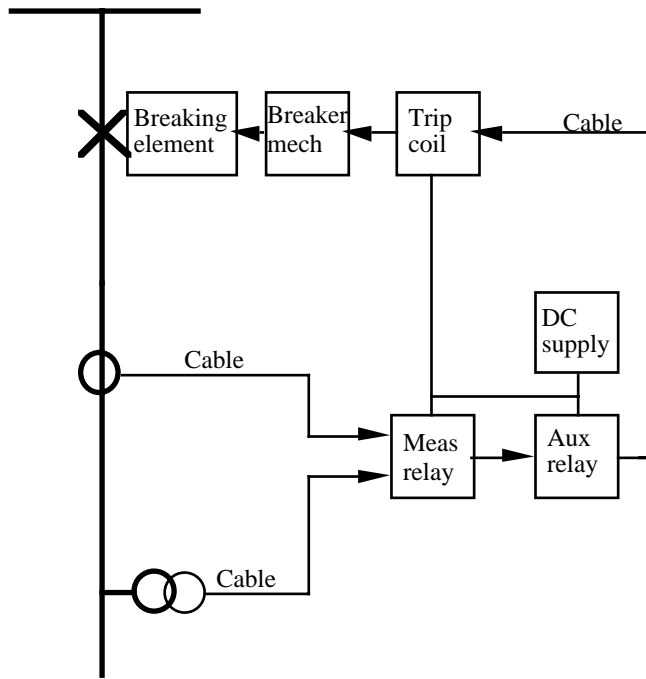 Breaking
element
Breaker
mech
Trip
coil
Cable
DC
supply
Cable
Meas
relay
Aux
relay
Cable